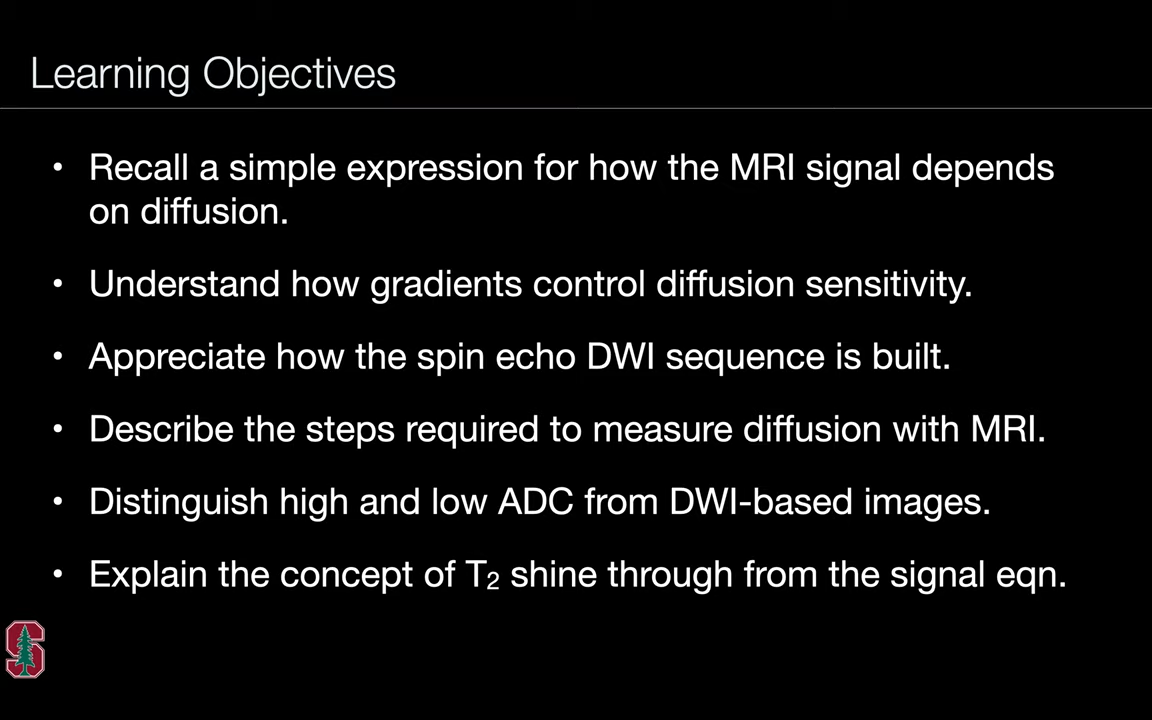 Learning Objectives
• Recall a simple expression for how the MRI signal depends
on diffusion.
• Understand how gradients control diffusion sensitivity.
• Appreciate how the spin echo DWI sequence is built.
• Describe the steps required to measure diffusion with MRI.
• Distinguish high and low ADC from DWI-based images.
• Explain the concept of T₂ shine through from the signal eqn.